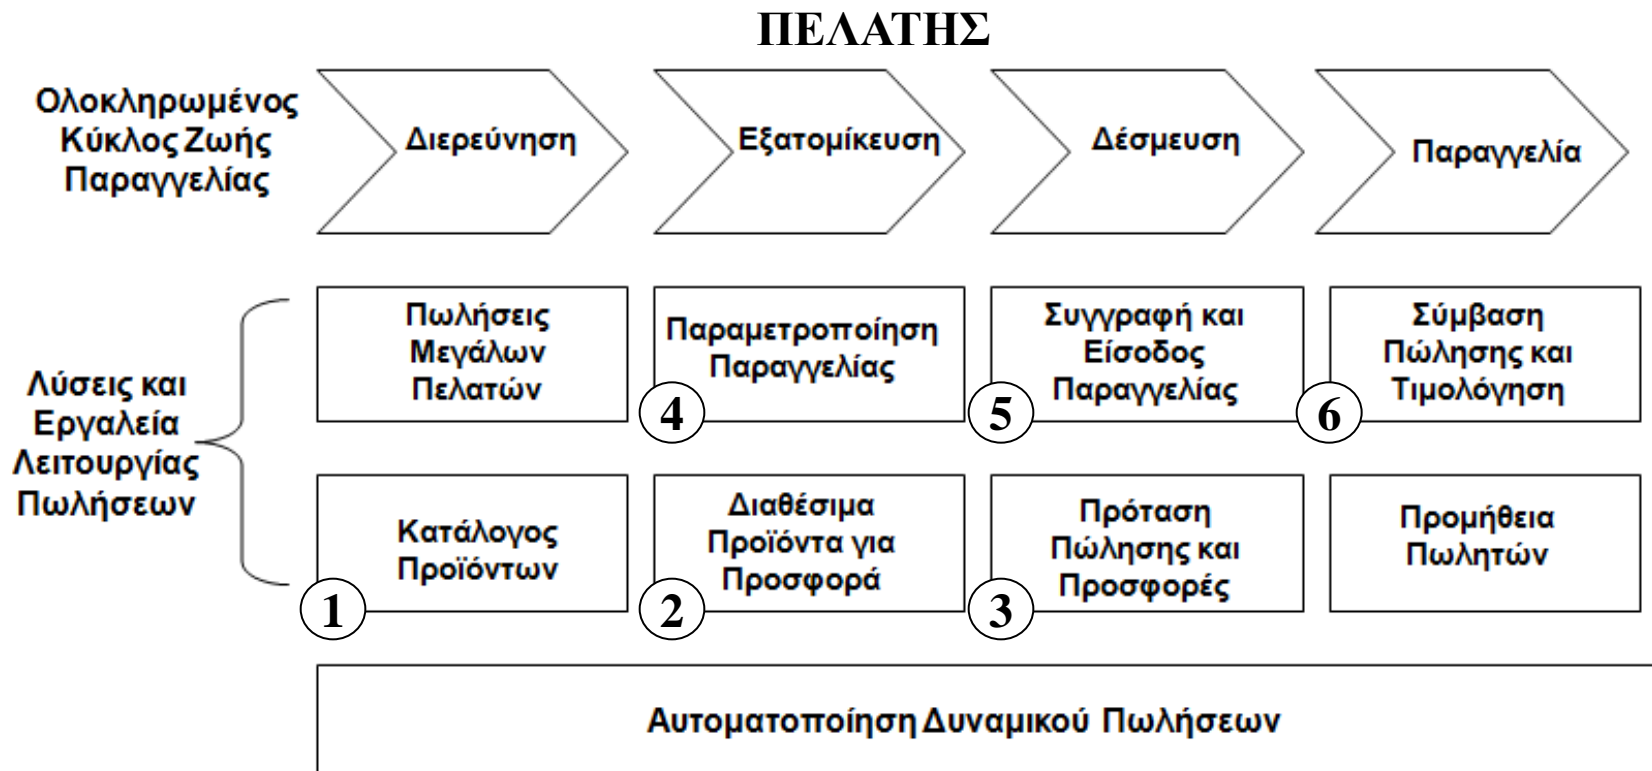 ΠΕΛΑΤΗΣ
Ολοκληρωμένος
Κύκλος Ζωής
Παραγγελίας
Διερεύνηση
Εξατομίκευση
Δέσμευση
Παραγγελία
Λύσεις και
Εργαλεία
Λειτουργίας
Πωλήσεων
Πωλήσεις
Μεγάλων
Πελατών
Παραμετροποίηση
Παραγγελίας
4
Συγγραφή και
Είσοδος
Παραγγελίας
5
Σύμβαση
Πώλησης και
Τιμολόγηση
6
Κατάλογος
Προϊόντων
1
Διαθέσιμα
Προϊόντα για
Προσφορά
2
Πρόταση
Πώλησης και
Προσφορές
3
Προμήθεια
Πωλητών
Αυτοματοποίηση Δυναμικού Πωλήσεων